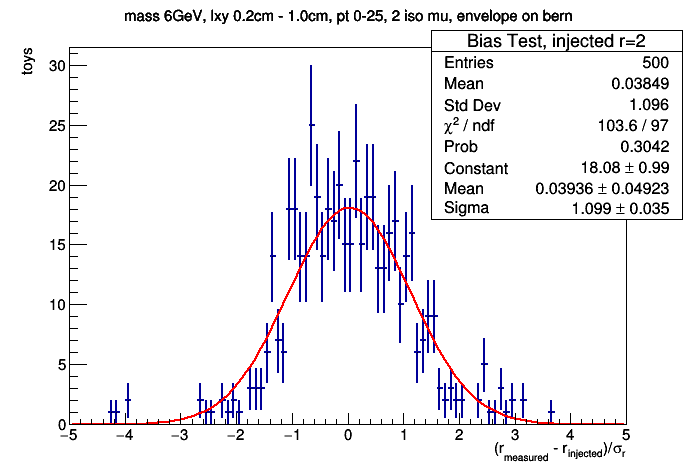 mass 6GeV, lxy 0.2cm - 1.0cm, pt 0-25, 2 iso mu, envelope on bern
Bias Test, injected r=2
Entries 500
Mean 0.03849
Std Dev 1.096
χ² / ndf 103.6 / 97
Prob 0.3042
Constant 18.08 ± 0.99
Mean 0.03936 ± 0.04923
Sigma 1.099 ± 0.035
toys
30
25
20
15
10
5
0
−5 −4 −3 −2 −1 0 1 2 3 4 5
(r_measured - r_injected)/σ_r